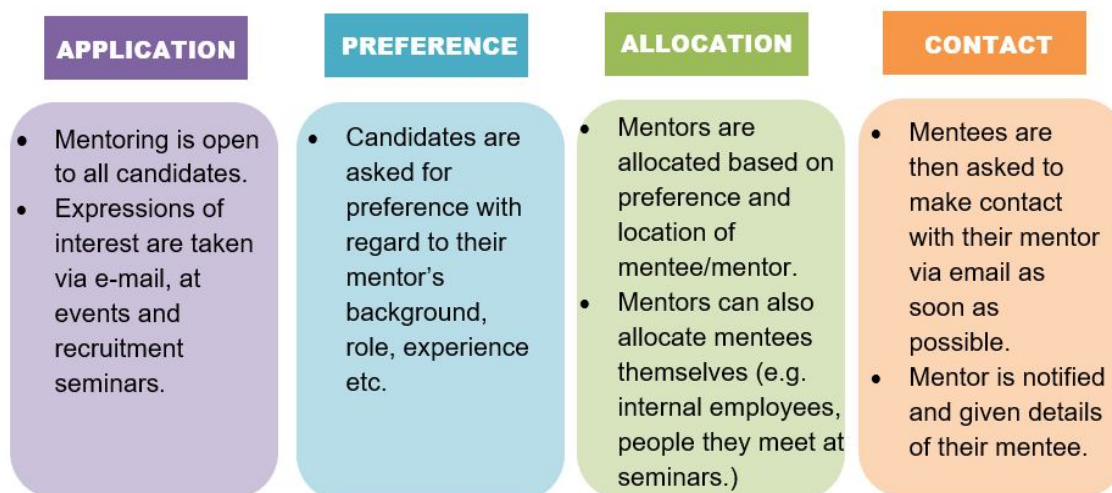 APPLICATION
• Mentoring is open
to all candidates.
• Expressions of
interest are taken
via e-mail, at
events and
recruitment
seminars.
PREFERENCE
• Candidates are
asked for
preference with
regard to their
mentor’s
background,
role, experience
etc.
ALLOCATION
• Mentors are
allocated based on
preference and
location of
mentee/mentor.
• Mentors can also
allocate mentees
themselves (e.g.
internal employees,
people they meet at
seminars.)
CONTACT
• Mentees are
then asked to
make contact
with their mentor
via email as
soon as
possible.
• Mentor is notified
and given details
of their mentee.